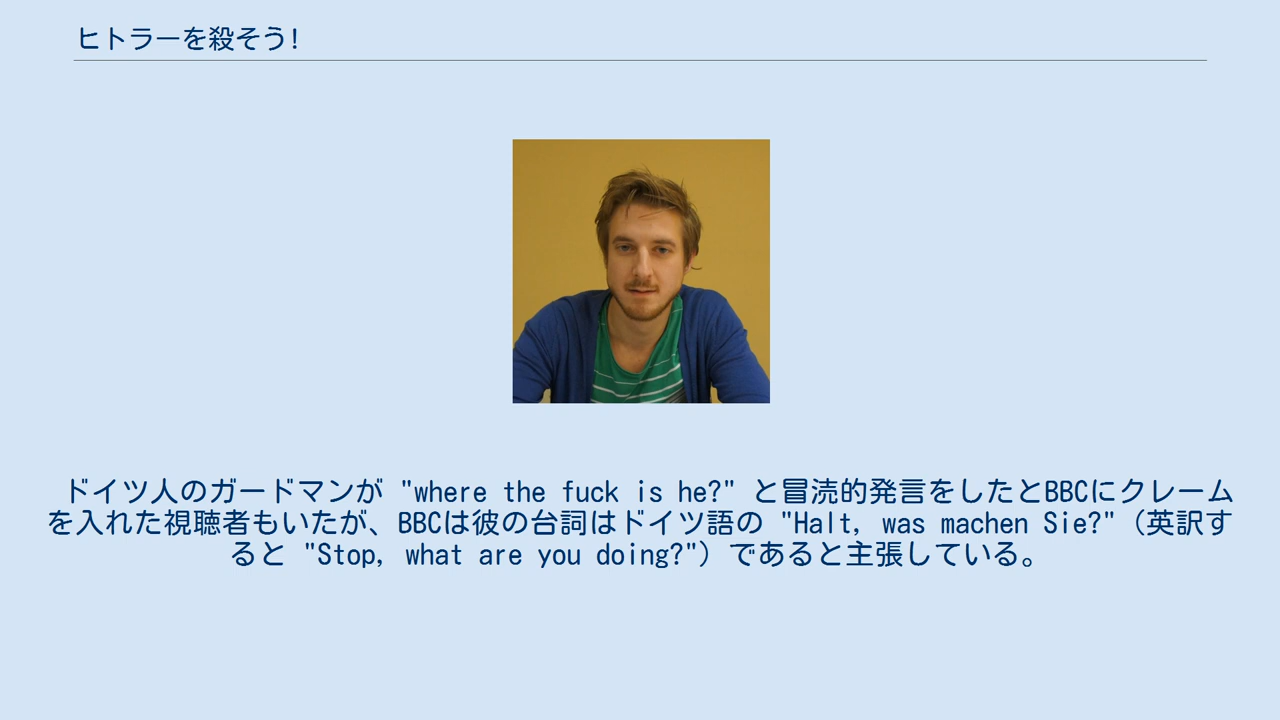 ヒトラーを殺そう!
ドイツ人のガードマンが "where the fuck is he?" と冒涜的発言をしたとBBCにクレーム
を入れた視聴者もいたが、BBCは彼の台詞はドイツ語の "Halt, was machen Sie?"（英訳す
ると "Stop, what are you doing?"）であると主張している。